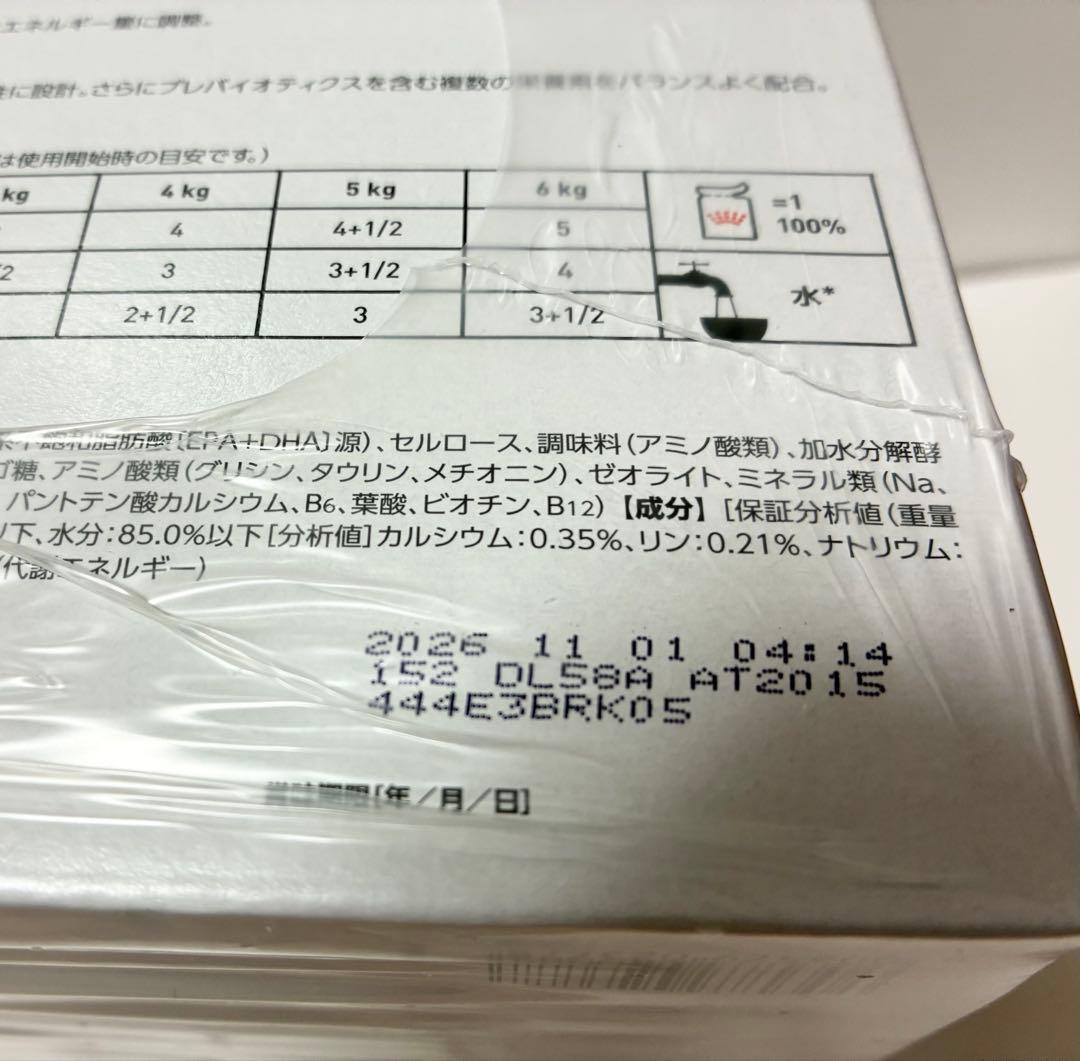 エネルギー量に調整。
に設計。さらにプレバイオティクスを含む複数の栄養素をバランスよく配合。
は使用開始時の目安です。)
kg 4 kg 5 kg 6 kg =1 100%
4 4+1/2 5
/2 3 3+1/2 4 水*
2+1/2 3 3+1/2
不飽和脂肪酸[EPA+DHA]源)、セルロース、調味料(アミノ酸類)、加水分解酵
ゴ糖、アミノ酸類(グリシン、タウリン、メチオニン)、ゼオライト、ミネラル類(Na、
パントテン酸カルシウム、B6、葉酸、ビオチン、B12)【成分】[保証分析値(重量
以下、水分:85.0%以下[分析値]カルシウム:0.35%、リン:0.21%、ナトリウム:
(代謝エネルギー)
2026 11 01 04:14
152 DL58A AT2015
444E3BRK05
賞味期限[年/月/日]